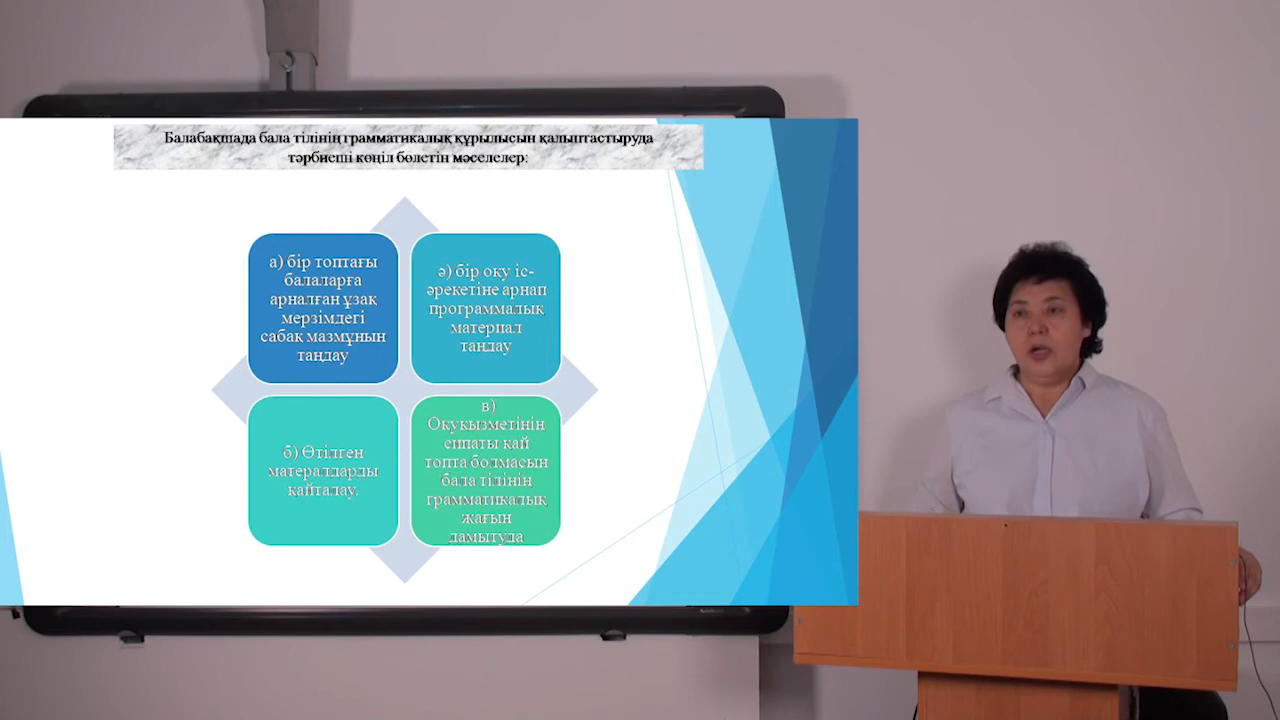 Балабақшада бала тілінің грамматикалық құрылысын қалыптастыруда
тәрбиеші көңіл бөлетін мәселелер:
а) бір топтағы
балаларға
арналған ұзақ
мерзімдегі
сабақ мазмұнын
таңдау
ә) бір оқу іс-
әрекетіне арнап
программалық
материал
таңдау
б) Өтілген
матералдарды
қайталау.
в)
Оқуқызметінің
сипаты қай
топта болмасын
бала тілінің
грамматикалық
жағын
дамытуда